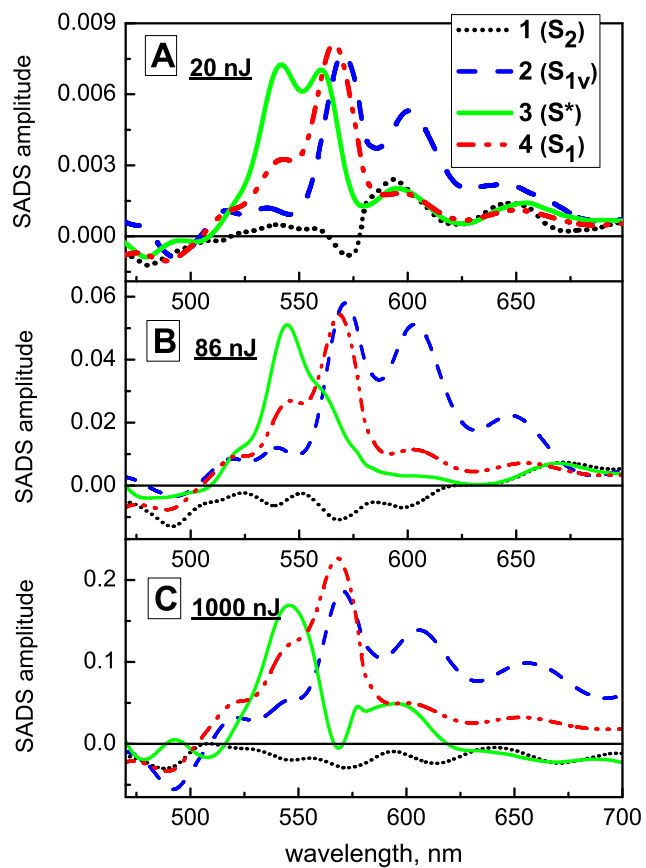 0.009
0.006
0.003
0.000
SADS amplitude
A 20 nJ
1 (S2)
2 (S1v)
3 (S*)
4 (S1)
500 550 600 650
0.06
0.04
0.02
0.00
SADS amplitude
B 86 nJ
500 550 600 650
0.2
0.1
0.0
SADS amplitude
C 1000 nJ
500 550 600 650 700
wavelength, nm